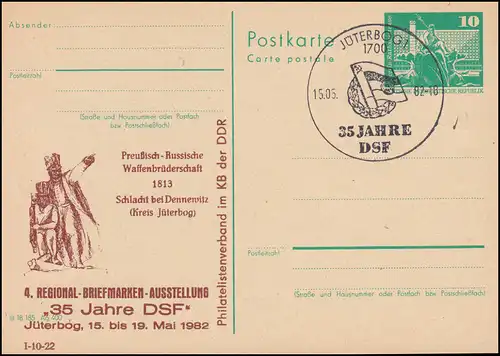 Absender
Postleitzahl
(Straße und Hausnummer oder Postfach
bzw. Postschließfach)
Preußisch-Russische
Waffenbrüderschaft
1813
Schlacht bei Dennewitz
(Kreis Jüterbog)
4. REGIONAL-BRIEFMARKEN-AUSSTELLUNG
„35 Jahre DSF“
Jüterbog, 15. bis 19. Mai 1982
I-10-22
Philatelistenverband im KB der DDR
Postkarte
Carte postale
JÜTERBOG 1
1700
15.05.
82-18
35 JAHRE
DSF
10
REPUBLIK
Postleitzahl
(Straße und Hausnummer oder Postfach bzw. Postschließfach)